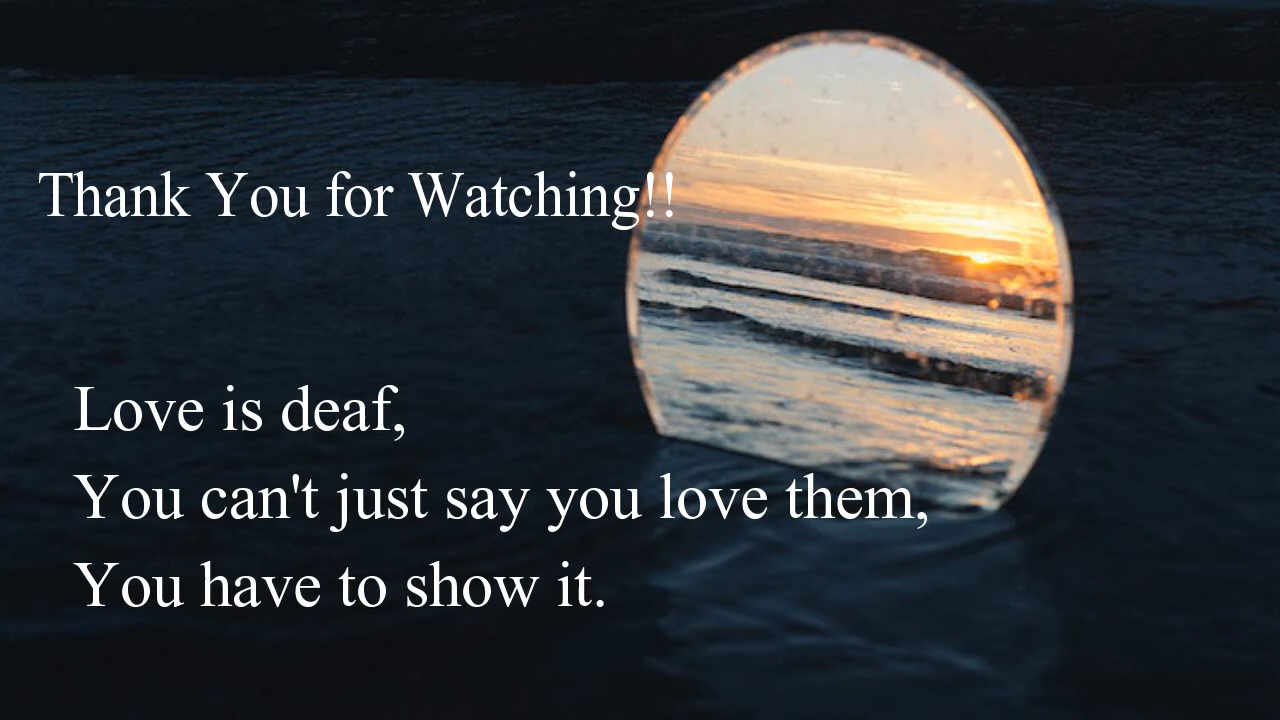 Thank You for Watching!!
Love is deaf,
You can't just say you love them,
You have to show it.